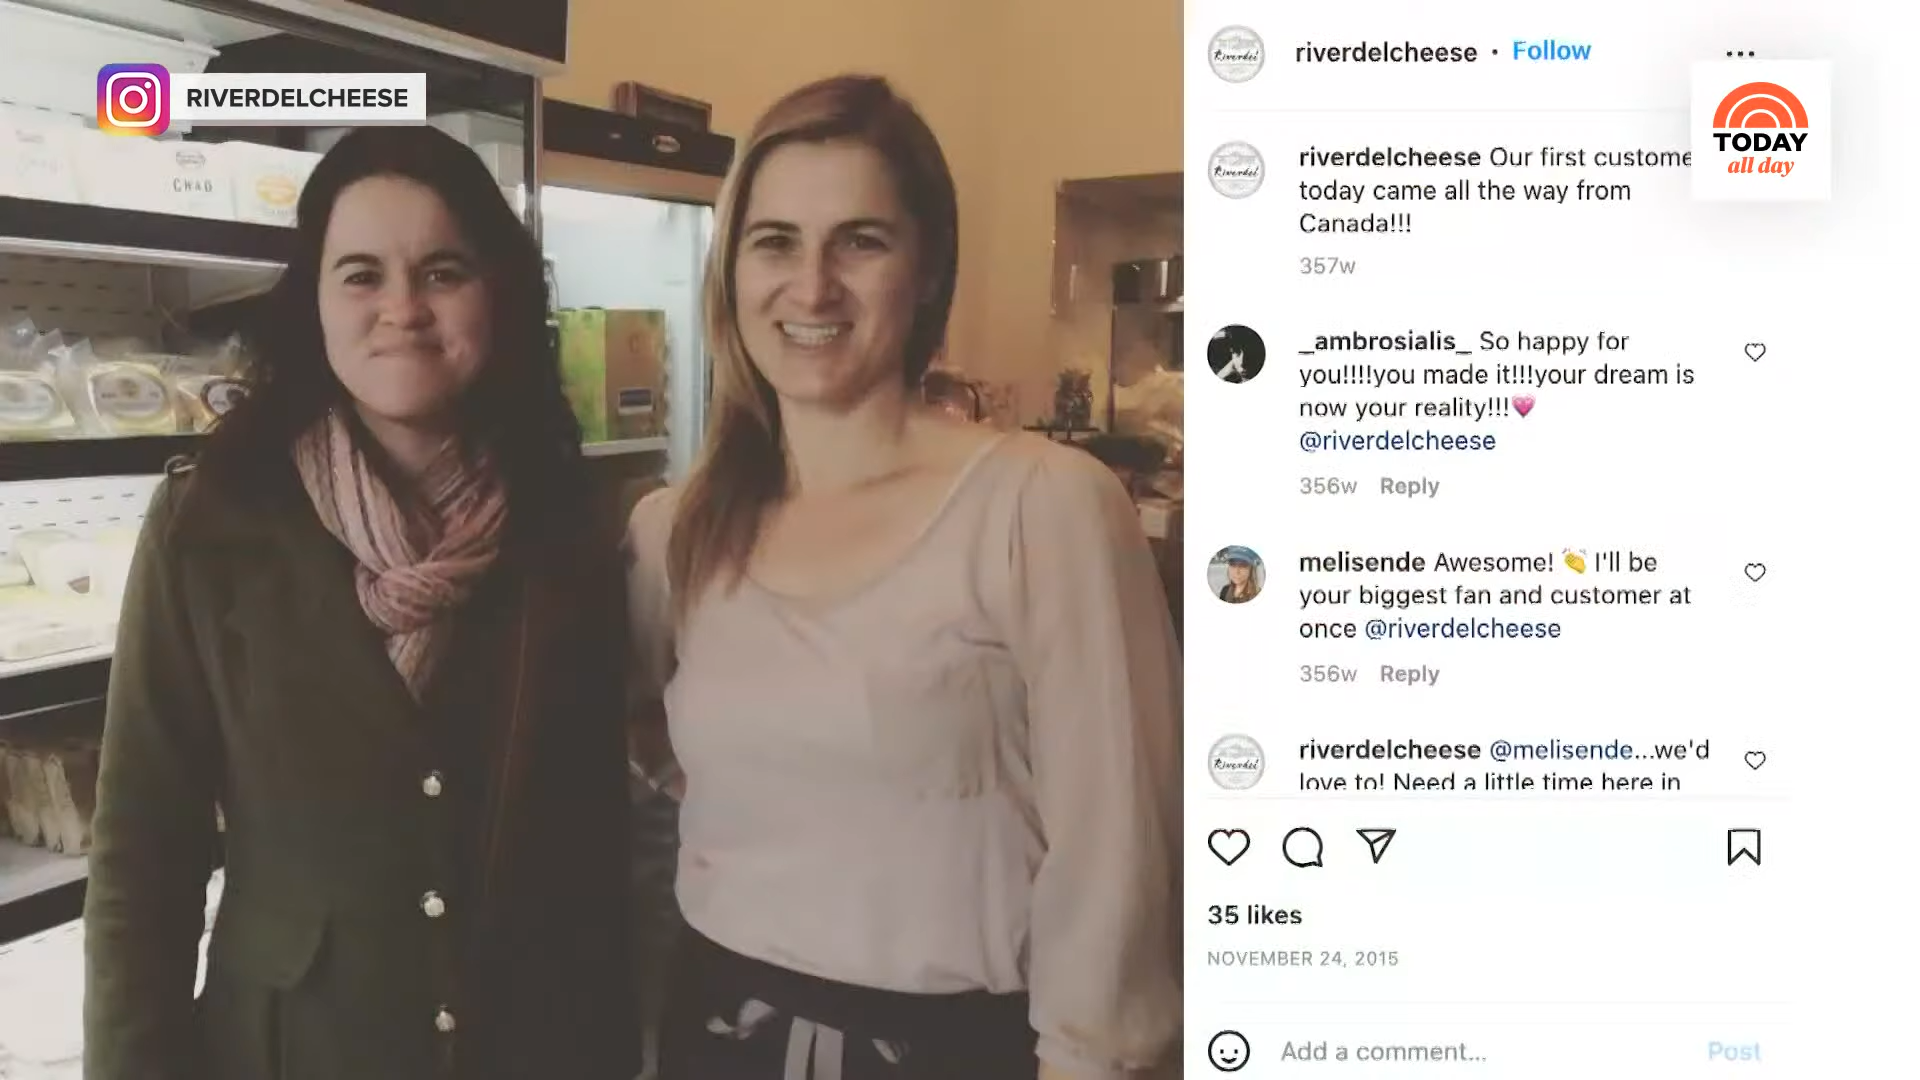 RIVERDELCHEESE
CHAO
riverdelcheese • Follow
TODAY
all day
riverdelcheese Our first custome
today came all the way from
Canada!!!
357w
_ambrosialis_ So happy for
you!!!!you made it!!!your dream is
now your reality!!!💗
@riverdelcheese
356w Reply
melisende Awesome! 👏 I'll be
your biggest fan and customer at
once @riverdelcheese
356w Reply
riverdelcheese @melisende...we'd
love to! Need a little time here in
35 likes
NOVEMBER 24, 2015
Add a comment...
Post